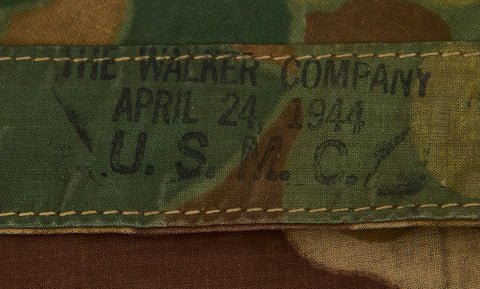 THE WALKER COMPANY
APRIL 24, 1944
U. S. M. C.